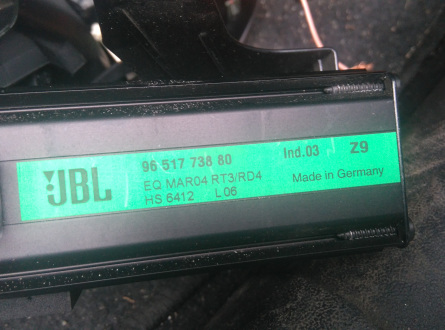 JBL
96 517 738 80 Ind.03 Z9
EQ MAR04 RT3/RD4 Made in Germany
HS 6412 L06